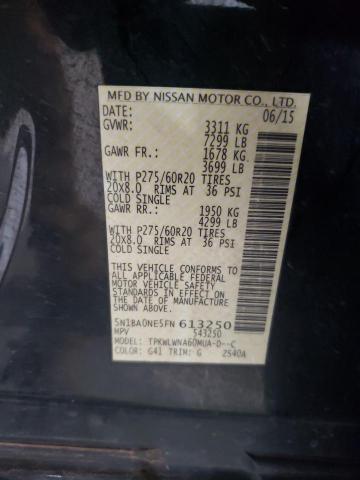 MFD BY NISSAN MOTOR CO., LTD.
DATE: 06/15
GVWR: 3311 KG
7299 LB
GAWR FR.: 1678 KG
3699 LB
WITH P275/60R20 TIRES
20X8.0 RIMS AT 36 PSI
COLD SINGLE
GAWR RR.: 1950 KG
4299 LB
WITH P275/60R20 TIRES
20X8.0 RIMS AT 36 PSI
COLD SINGLE
THIS VEHICLE CONFORMS TO
ALL APPLICABLE FEDERAL
MOTOR VEHICLE SAFETY
STANDARDS IN EFFECT ON
THE DATE OF MANUFACTURE
SHOWN ABOVE.
5N1BA0NE5FN 613250
MPV 543250
MODEL: TPKWLWNA60MUA-D--C
COLOR: G41 TRIM: G 2540A